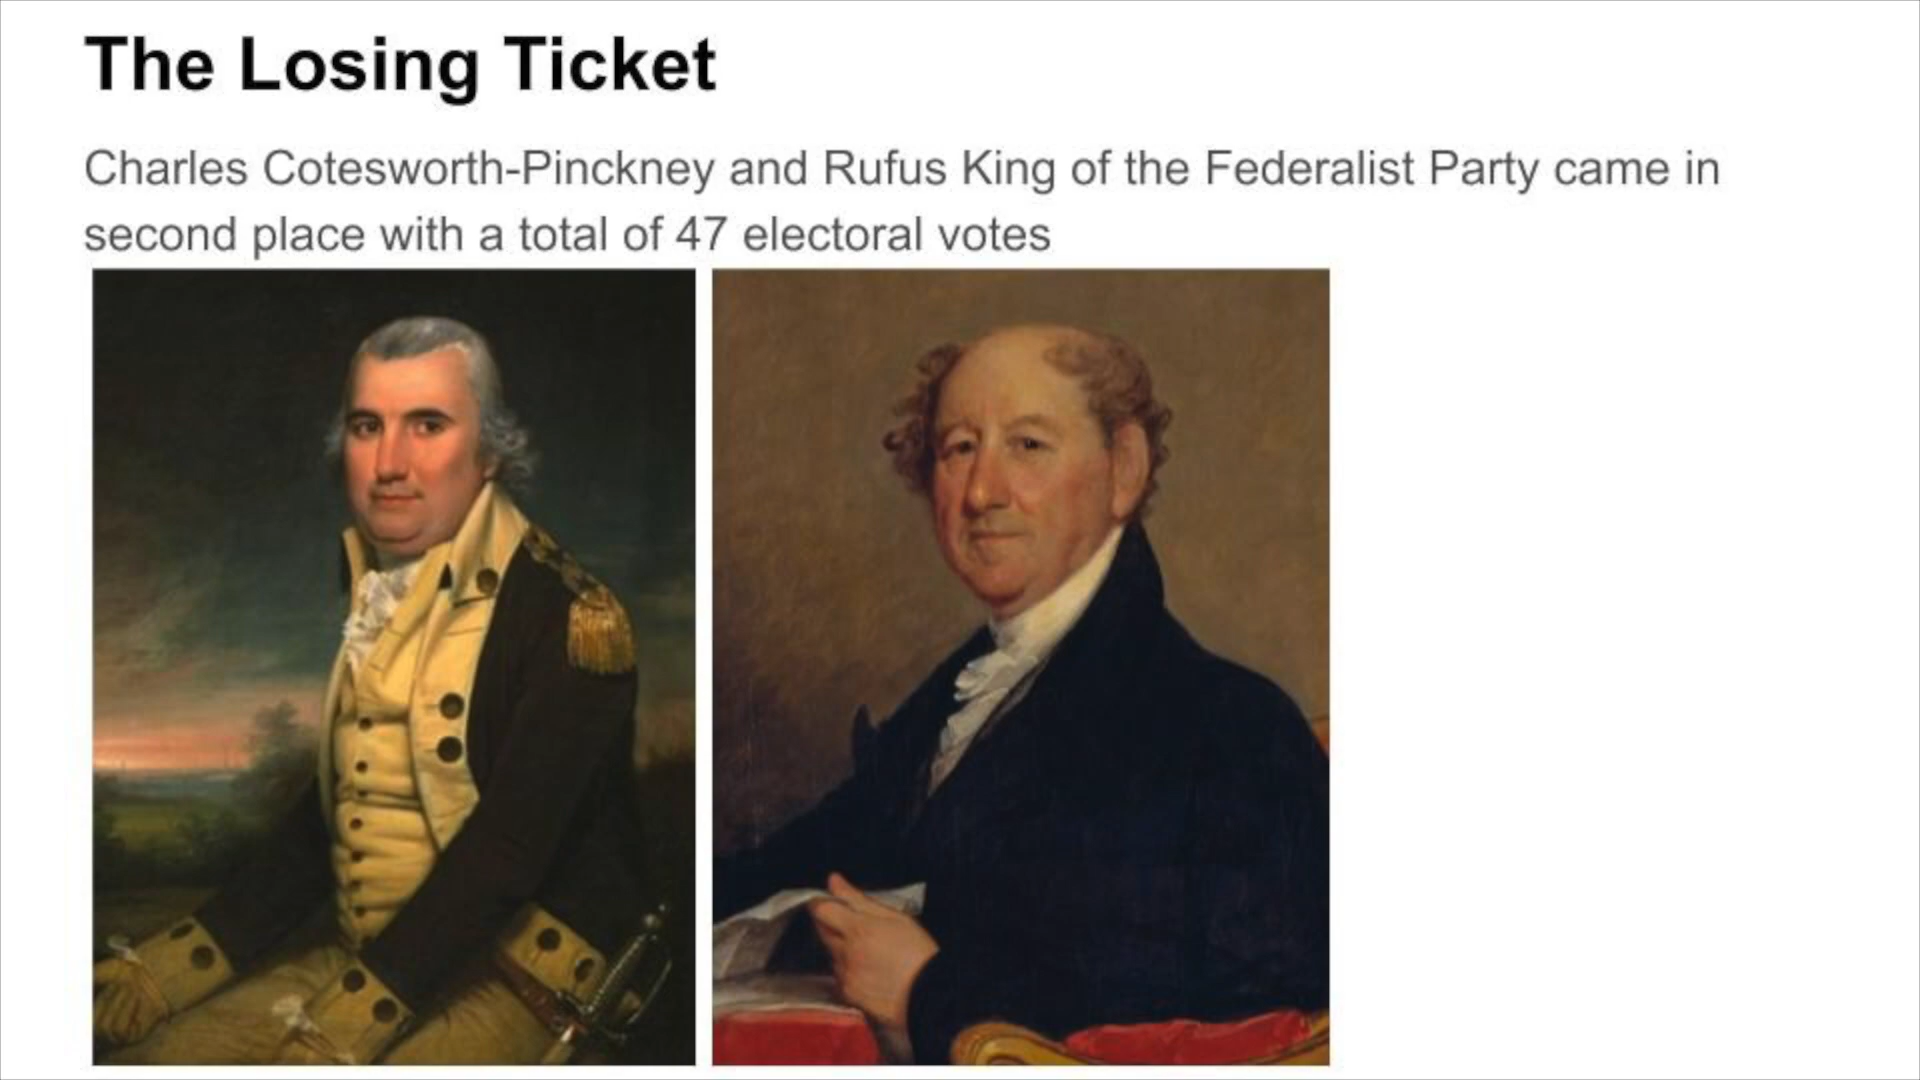 The Losing Ticket
Charles Cotesworth-Pinckney and Rufus King of the Federalist Party came in
second place with a total of 47 electoral votes